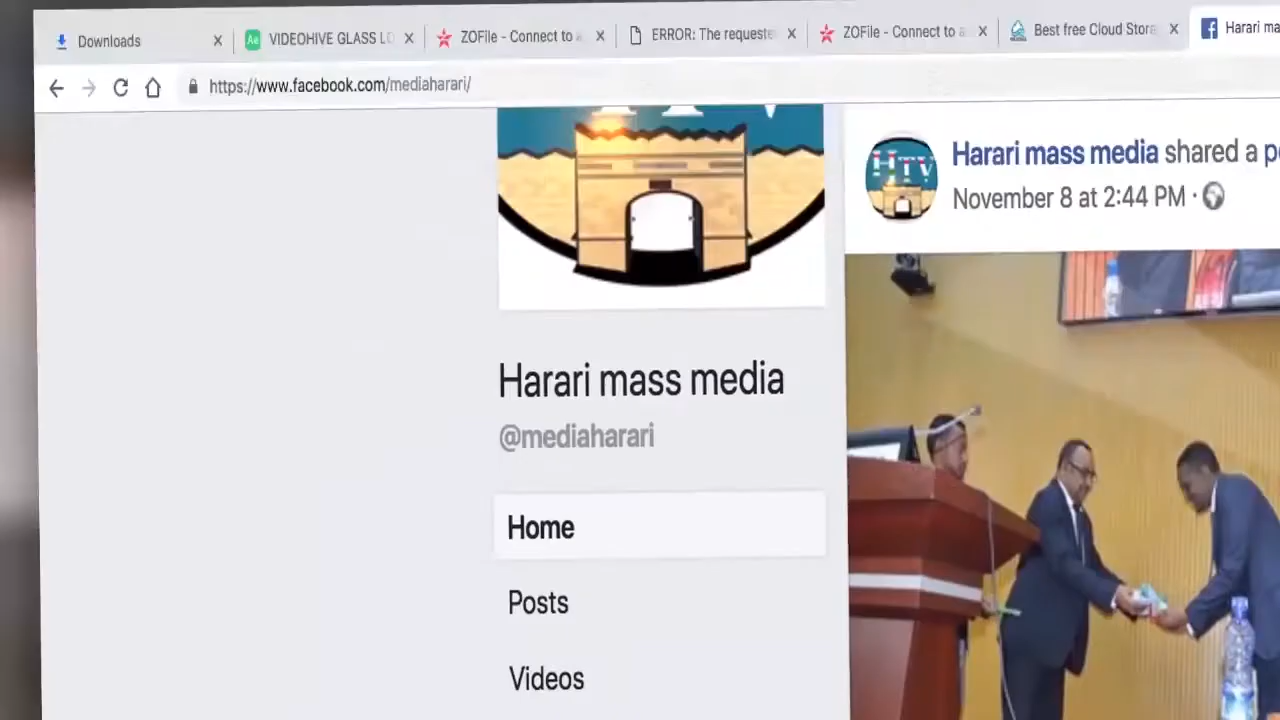 Downloads
VIDEOHIVE GLASS LO
ZOFile - Connect to a
ERROR: The requeste
ZOFile - Connect to a
Best free Cloud Stora
Harari ma
https://www.facebook.com/mediaharari/
HTV
Harari mass media shared a po
November 8 at 2:44 PM
Harari mass media
@mediaharari
Home
Posts
Videos